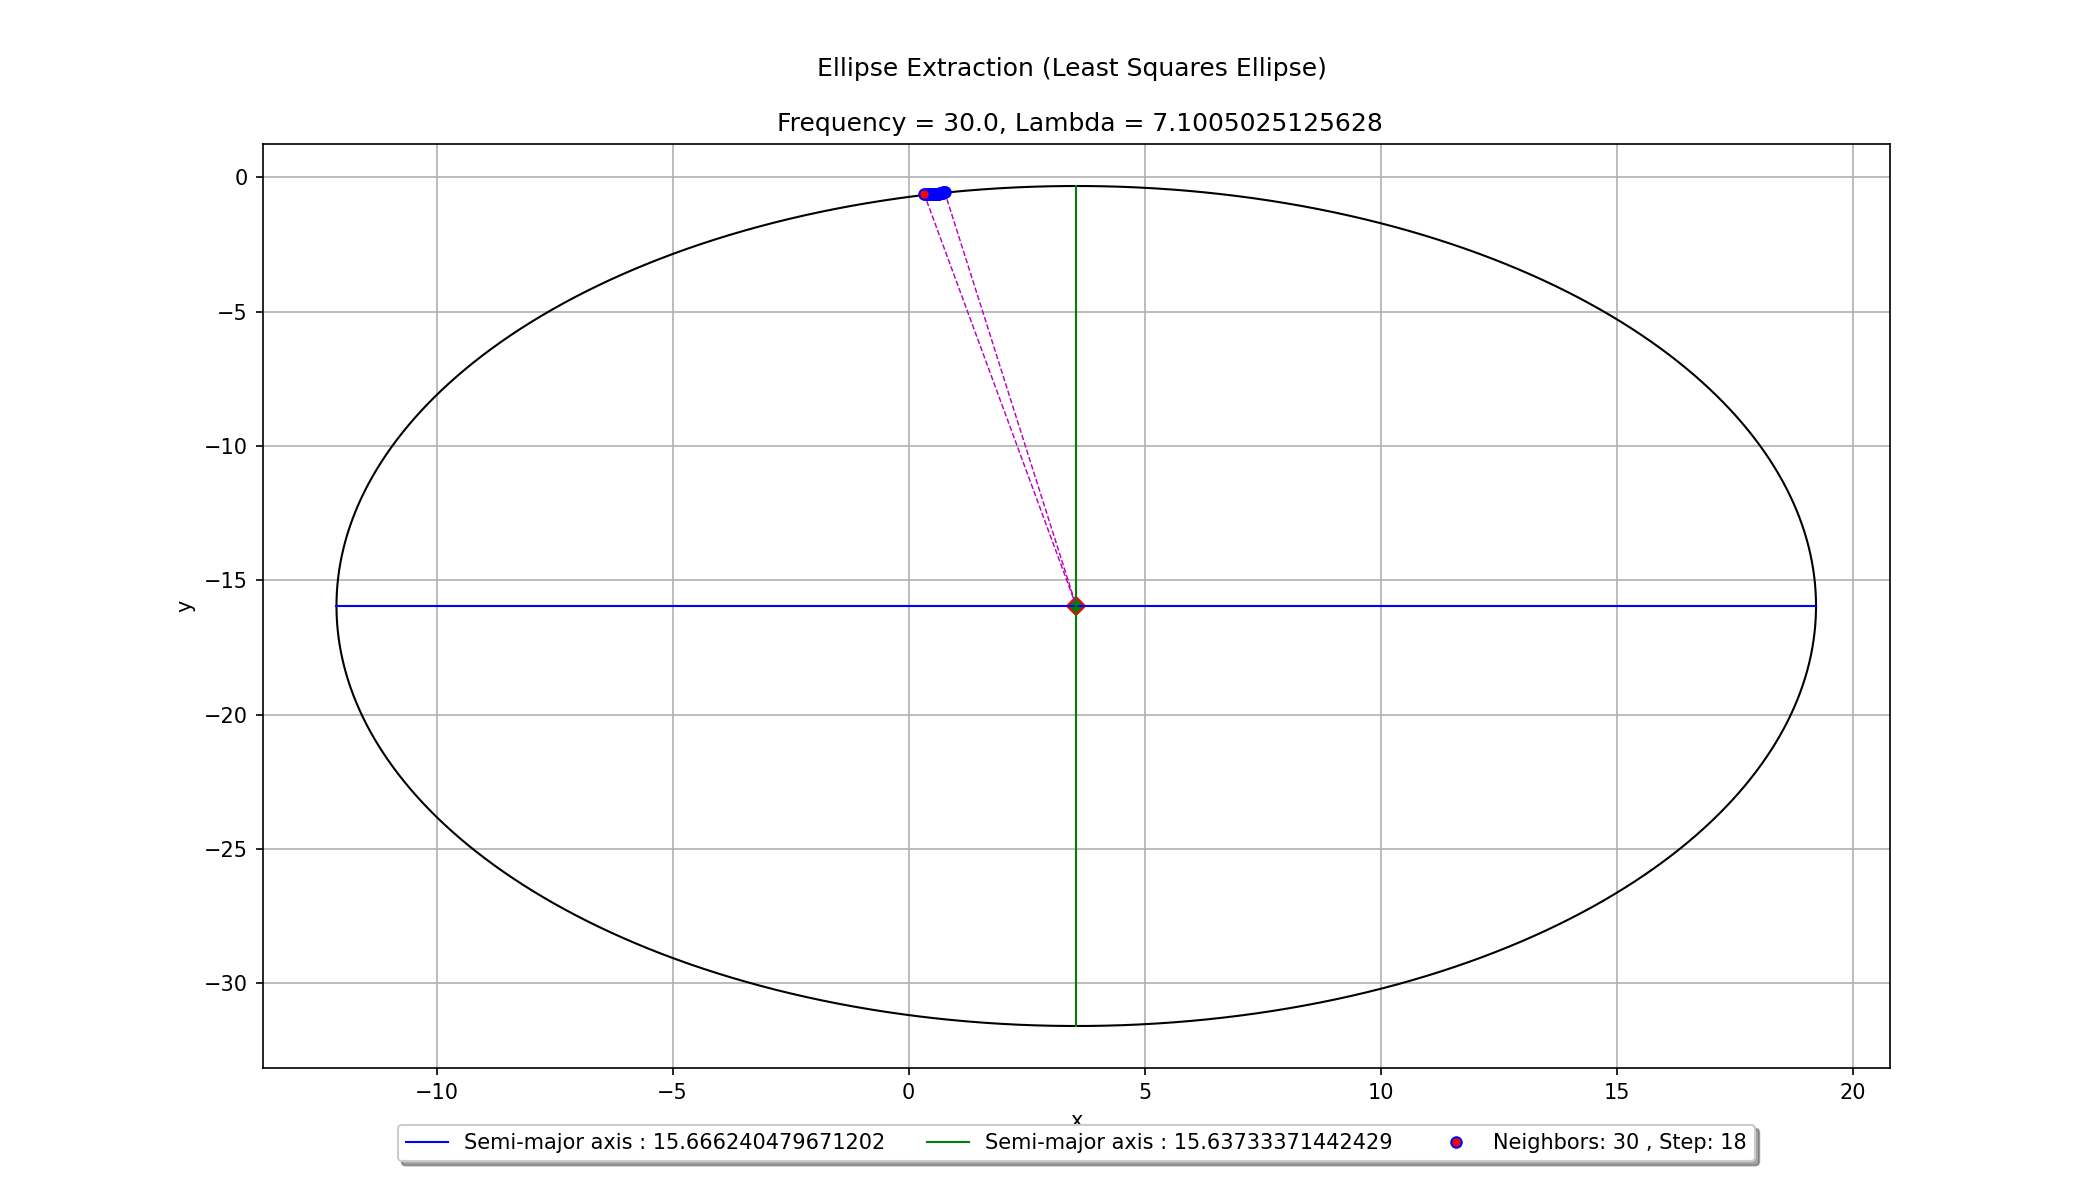 Ellipse Extraction (Least Squares Ellipse)
Frequency = 30.0, Lambda = 7.1005025125628
0
−5
−10
−15
−20
−25
−30
y
−10 −5 0 5 10 15 20
x
Semi-major axis : 15.666240479671202 Semi-major axis : 15.63733371442429 Neighbors: 30 , Step: 18